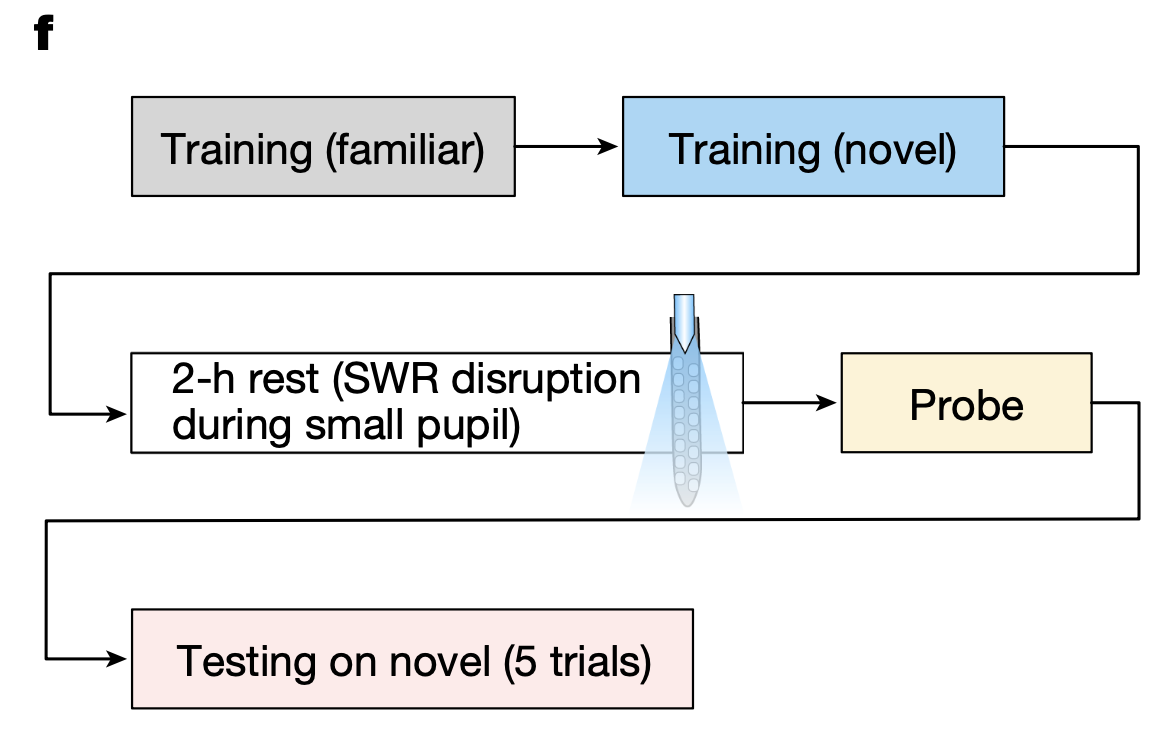 f
Training (familiar)
Training (novel)
2-h rest (SWR disruption
during small pupil)
Probe
Testing on novel (5 trials)